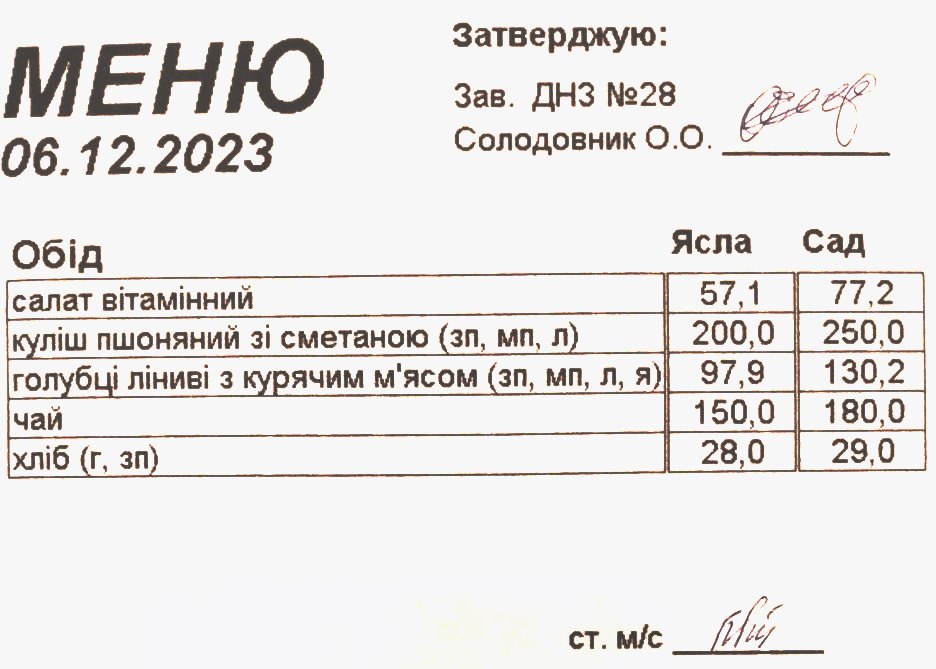 МЕНЮ
06.12.2023
Затверджую:
Зав. ДНЗ №28
Солодовник О.О.
Обід Ясла Сад
салат вітамінний 57,1 77,2
куліш пшоняний зі сметаною (зп, мп, л) 200,0 250,0
голубці ліниві з курячим м'ясом (зп, мп, л, я) 97,9 130,2
чай 150,0 180,0
хліб (г, зп) 28,0 29,0
ст. м/с